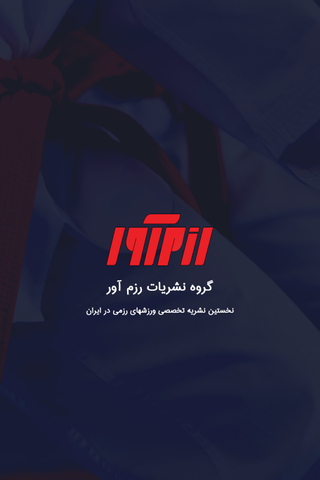 رزم آور
گروه نشریات رزم آور
نخستین نشریه تخصصی ورزشهای رزمی در ایران